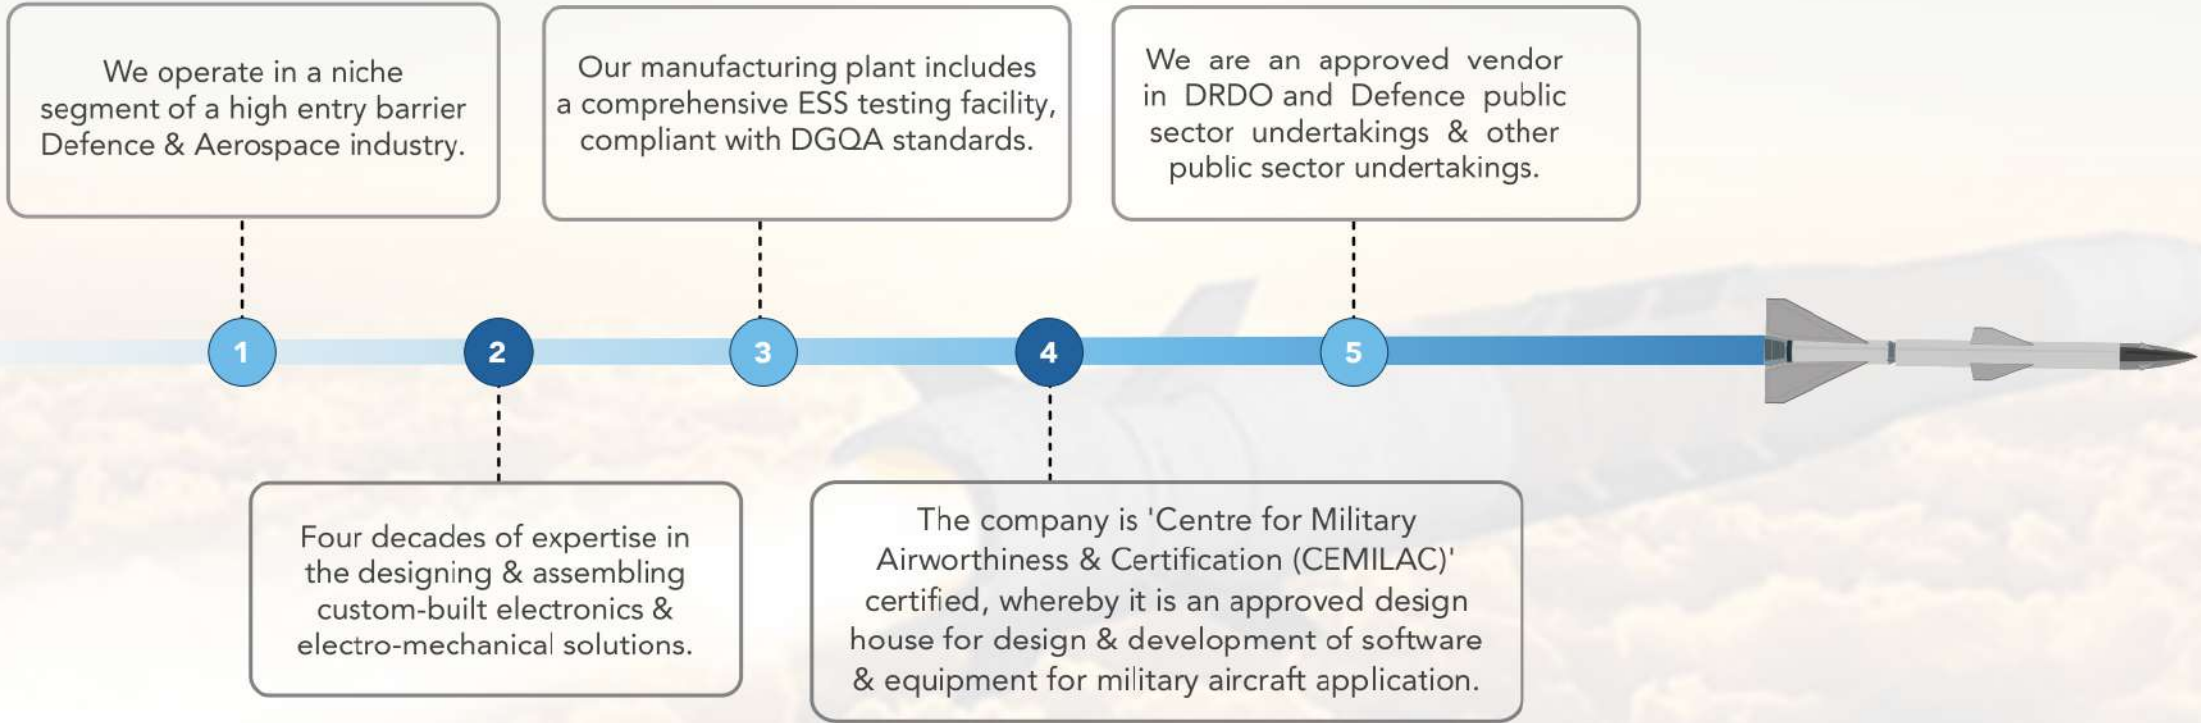 We operate in a niche
segment of a high entry barrier
Defence & Aerospace industry.
Our manufacturing plant includes
a comprehensive ESS testing facility,
compliant with DGQA standards.
We are an approved vendor
in DRDO and Defence public
sector undertakings & other
public sector undertakings.
1
2
3
4
5
Four decades of expertise in
the designing & assembling
custom-built electronics &
electro-mechanical solutions.
The company is 'Centre for Military
Airworthiness & Certification (CEMILAC)'
certified, whereby it is an approved design
house for design & development of software
& equipment for military aircraft application.